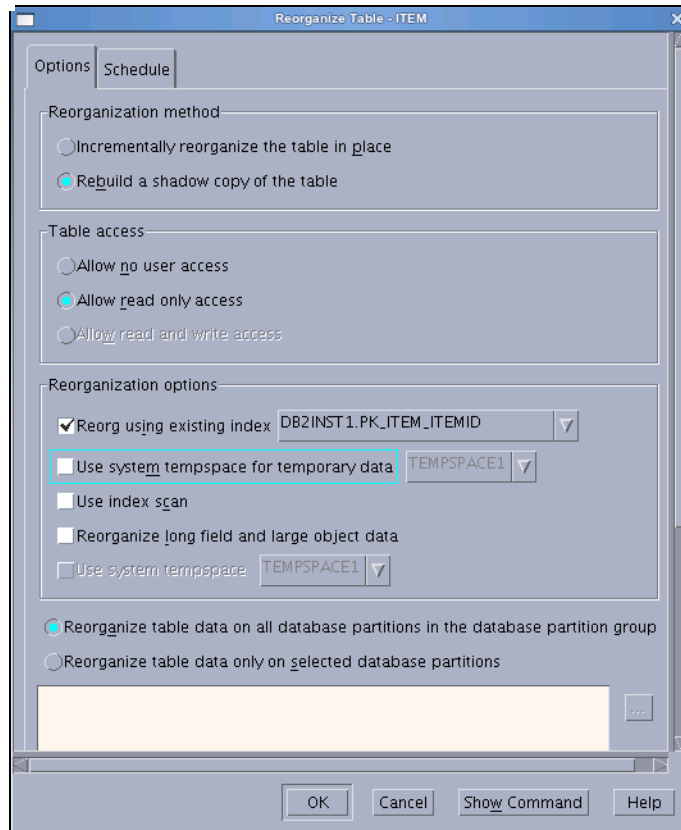 Reorganize Table - ITEM
Options
Schedule
Reorganization method
Incrementally reorganize the table in place
Rebuild a shadow copy of the table
Table access
Allow no user access
Allow read only access
Allow read and write access
Reorganization options
Reorg using existing index DB2INST1.PK_ITEM_ITEMID
Use system tempspace for temporary data TEMPSPACE1
Use index scan
Reorganize long field and large object data
Use system tempspace TEMPSPACE1
Reorganize table data on all database partitions in the database partition group
Reorganize table data only on selected database partitions
...
OK Cancel Show Command Help